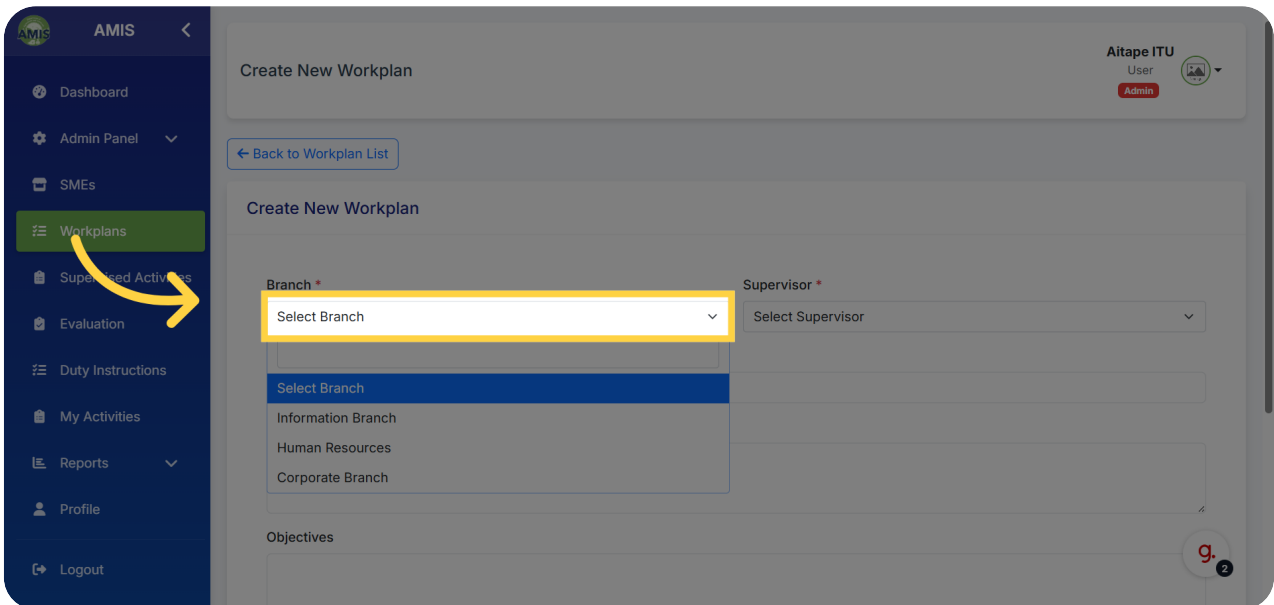 AMIS
AMIS
Dashboard
Admin Panel
SMEs
Workplans
Supervised Activities
Evaluation
Duty Instructions
My Activities
Reports
Profile
Logout
Create New Workplan
Aitape ITU
User
Admin
Back to Workplan List
Create New Workplan
Branch *
Select Branch
Select Branch
Information Branch
Human Resources
Corporate Branch
Supervisor *
Select Supervisor
Objectives
g.
2